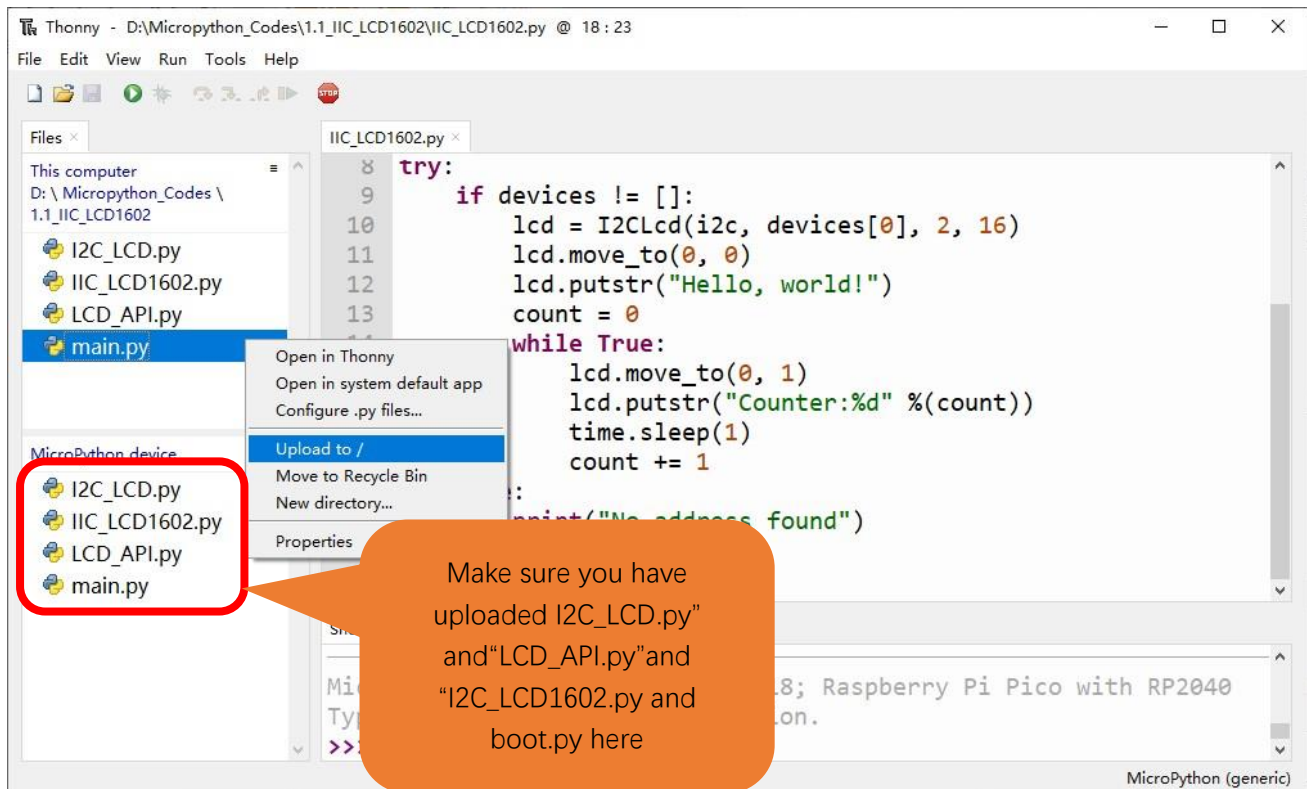 Thonny - D:\Micropython_Codes\1.1_IIC_LCD1602\IIC_LCD1602.py @ 18 : 23
File Edit View Run Tools Help
STOP
Files
This computer
D: \ Micropython_Codes \
1.1_IIC_LCD1602
I2C_LCD.py
IIC_LCD1602.py
LCD_API.py
main.py
MicroPython device
I2C_LCD.py
IIC_LCD1602.py
LCD_API.py
main.py
Open in Thonny
Open in system default app
Configure .py files...
Upload to /
Move to Recycle Bin
New directory...
Properties
IIC_LCD1602.py
8 try:
9 if devices != []:
10 lcd = I2CLcd(i2c, devices[0], 2, 16)
11 lcd.move_to(0, 0)
12 lcd.putstr("Hello, world!")
13 count = 0
while True:
lcd.move_to(0, 1)
lcd.putstr("Counter:%d" %(count))
time.sleep(1)
count += 1
:
print("No address found")
Make sure you have
uploaded I2C_LCD.py”
and“LCD_API.py”and
“I2C_LCD1602.py and
boot.py here
8; Raspberry Pi Pico with RP2040
>>
MicroPython (generic)